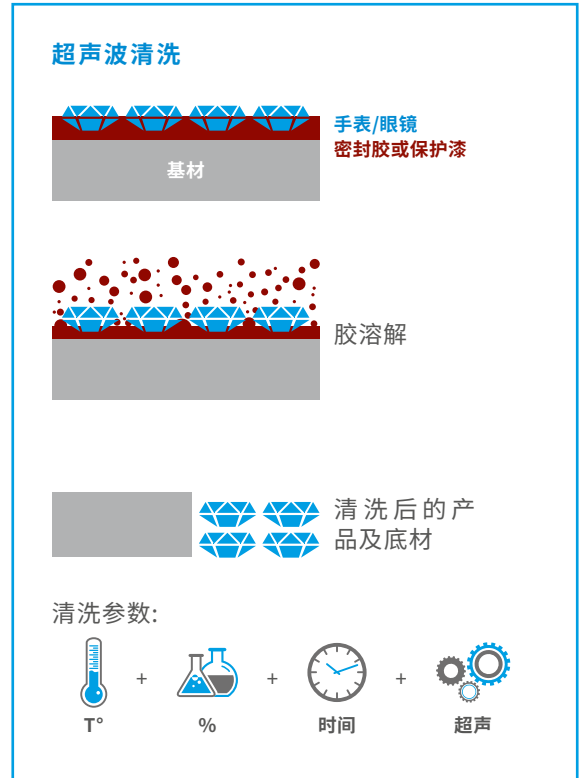 超声波清洗
手表/眼镜
密封胶或保护漆
基材
胶溶解
清洗后的产
品及底材
清洗参数:
+ + +
T° % 时间 超声